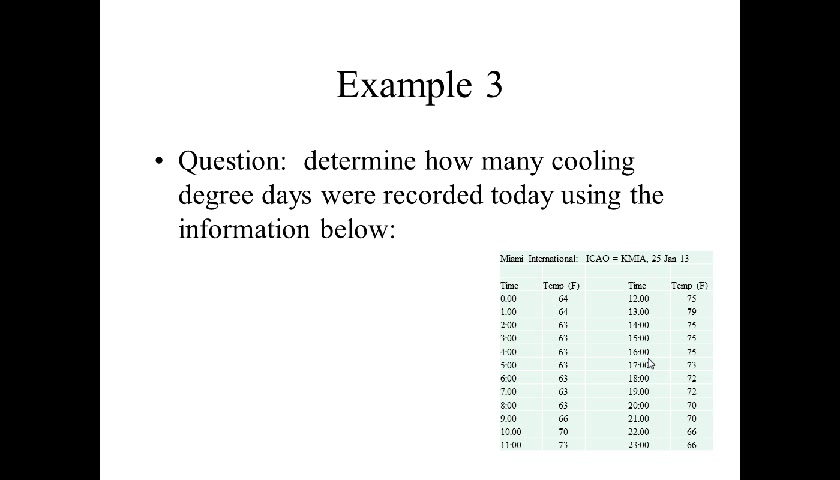 Example 3
• Question: determine how many cooling
degree days were recorded today using the
information below:
Miami International: ICAO = KMIA, 25 Jan 13
Time Temp (F) Time Temp (F)
0:00 64 12:00 75
1:00 64 13:00 79
2:00 63 14:00 75
3:00 63 15:00 75
4:00 63 16:00 75
5:00 63 17:00 73
6:00 63 18:00 72
7:00 63 19:00 72
8:00 63 20:00 70
9:00 66 21:00 70
10:00 70 22:00 66
11:00 73 23:00 66